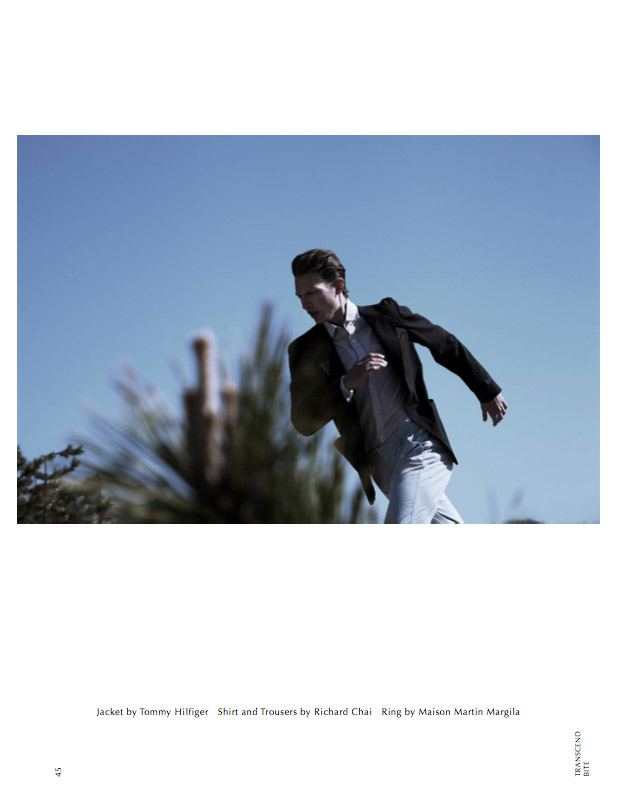 Jacket by Tommy Hilfiger   Shirt and Trousers by Richard Chai   Ring by Maison Martin Margila
45
TRANSCEND
BITE